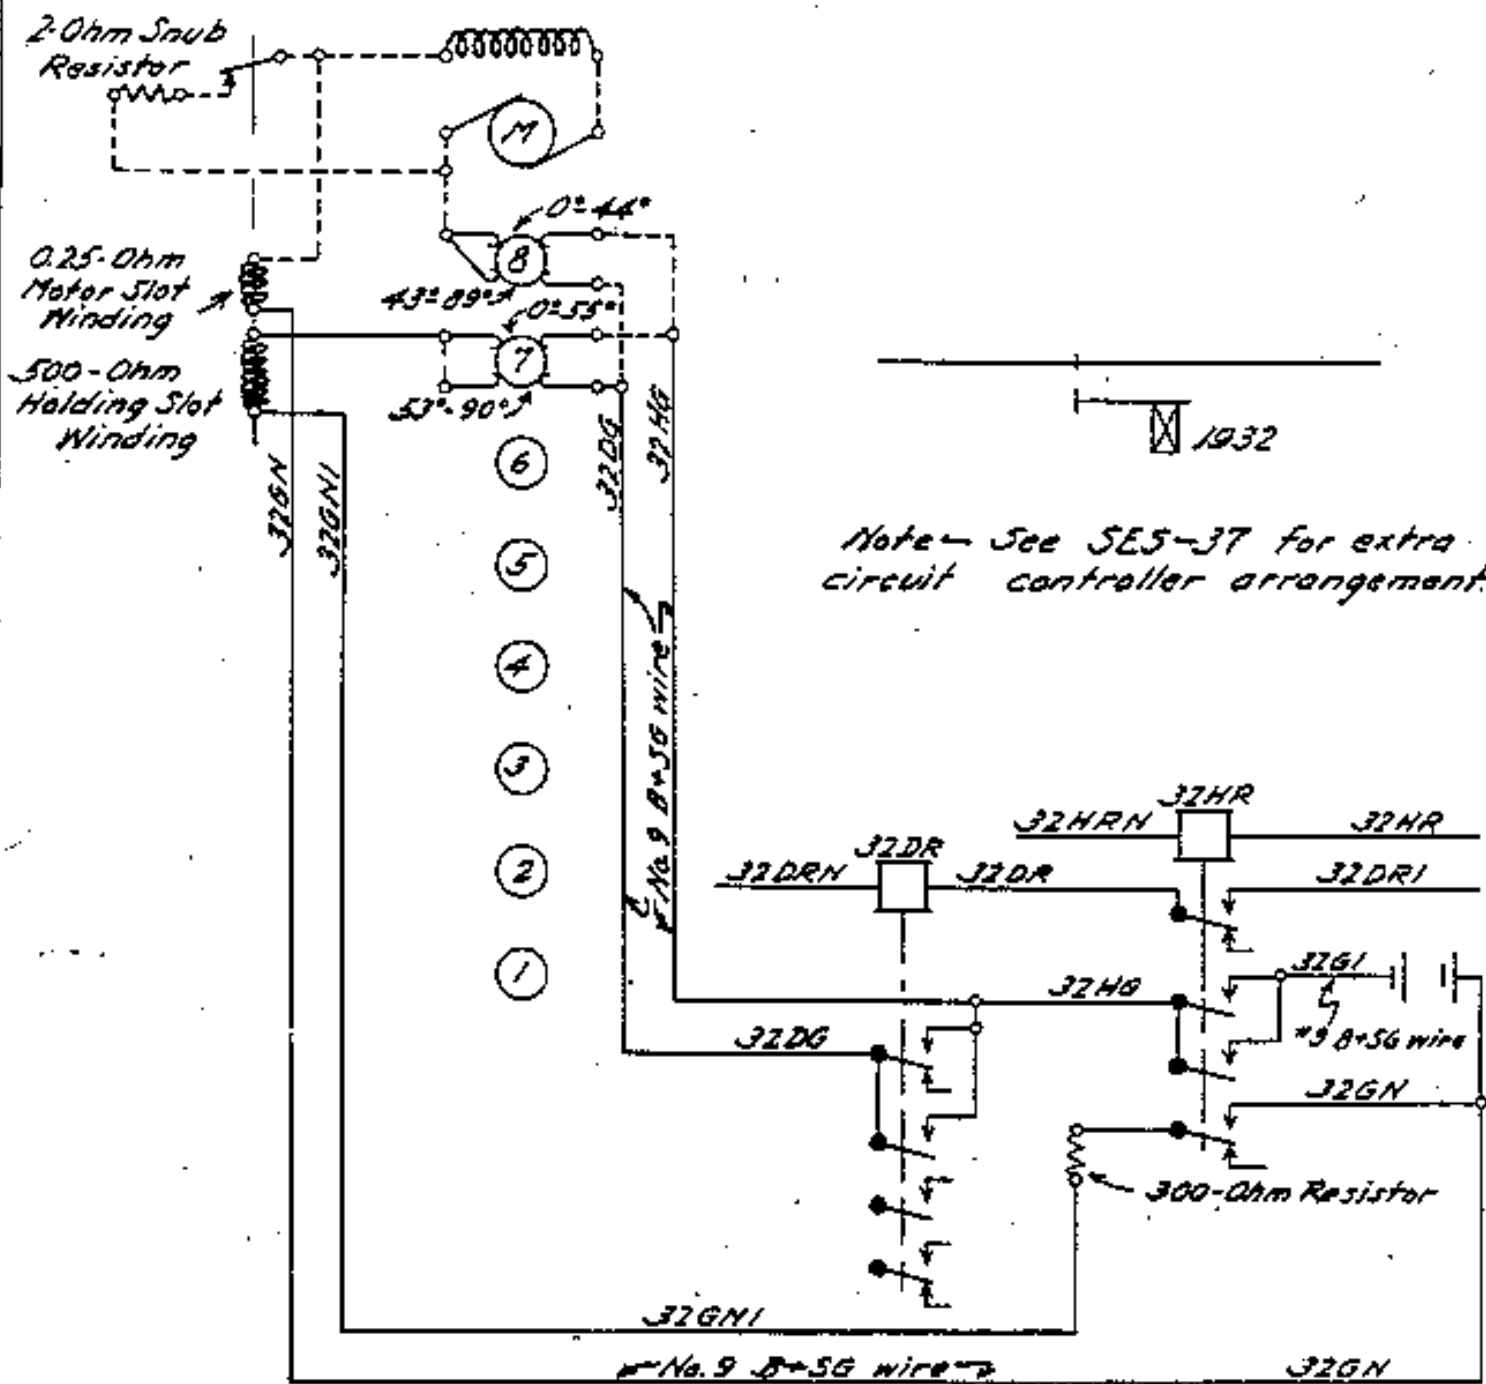 2-Ohm Snub
Resistor
M
0°-44°
8
43°-89°
0.25-Ohm
Motor Slot
Winding
0°-55°
7
53°-90°
500-Ohm
Holding Slot
Winding
32GN
32GN1
32DG
32HG
6
5
4
3
2
1
No. 9 B+SG wire
1932
Note- See SES-37 for extra
circuit controller arrangement.
32HR
32HRN
32HR
32DR
32DRN
32DR
32DR1
32G1
32HG
#9 B+SG wire
32DG
32GN
300-Ohm Resistor
32GN1
No. 9 B+SG wire
32GN